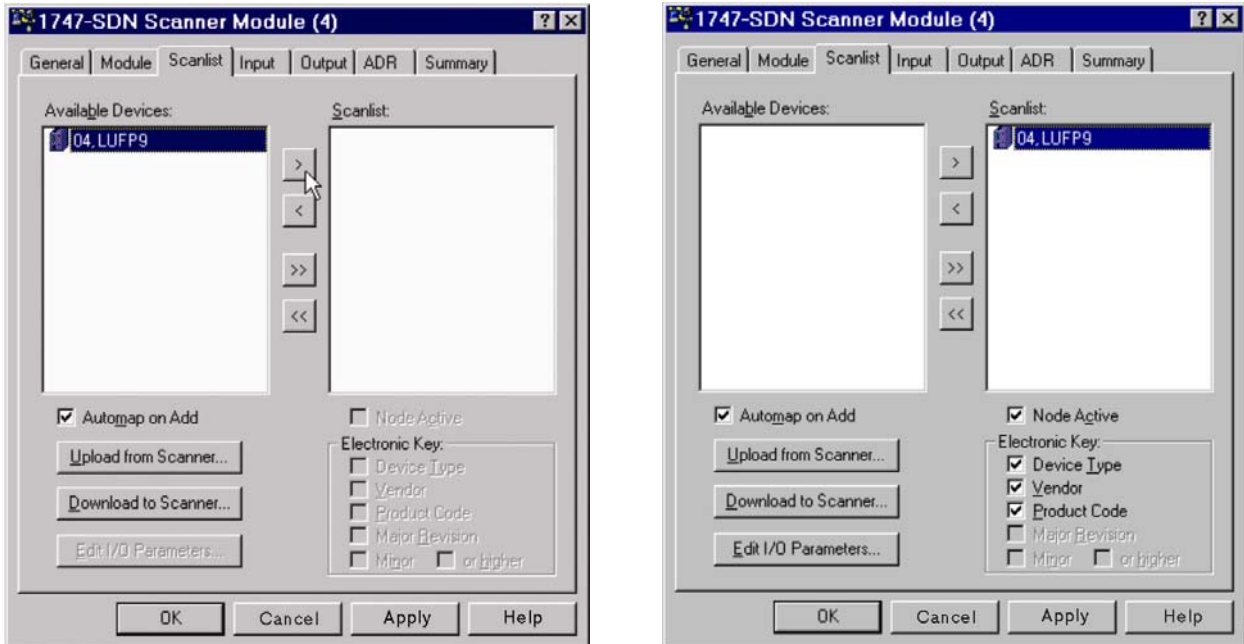 1747-SDN Scanner Module (4)
General Module Scanlist Input Output ADR Summary
Available Devices:
Scanlist:
04, LUFP9
>
<
>>
<<
Automap on Add
Node Active
Upload from Scanner...
Electronic Key:
Device Type
Vendor
Download to Scanner...
Product Code
Major Revision
Edit I/O Parameters...
Minor or higher
OK Cancel Apply Help
1747-SDN Scanner Module (4)
General Module Scanlist Input Output ADR Summary
Available Devices:
Scanlist:
04, LUFP9
>
<
>>
<<
Automap on Add
Node Active
Upload from Scanner...
Electronic Key:
Device Type
Vendor
Download to Scanner...
Product Code
Major Revision
Edit I/O Parameters...
Minor or higher
OK Cancel Apply Help